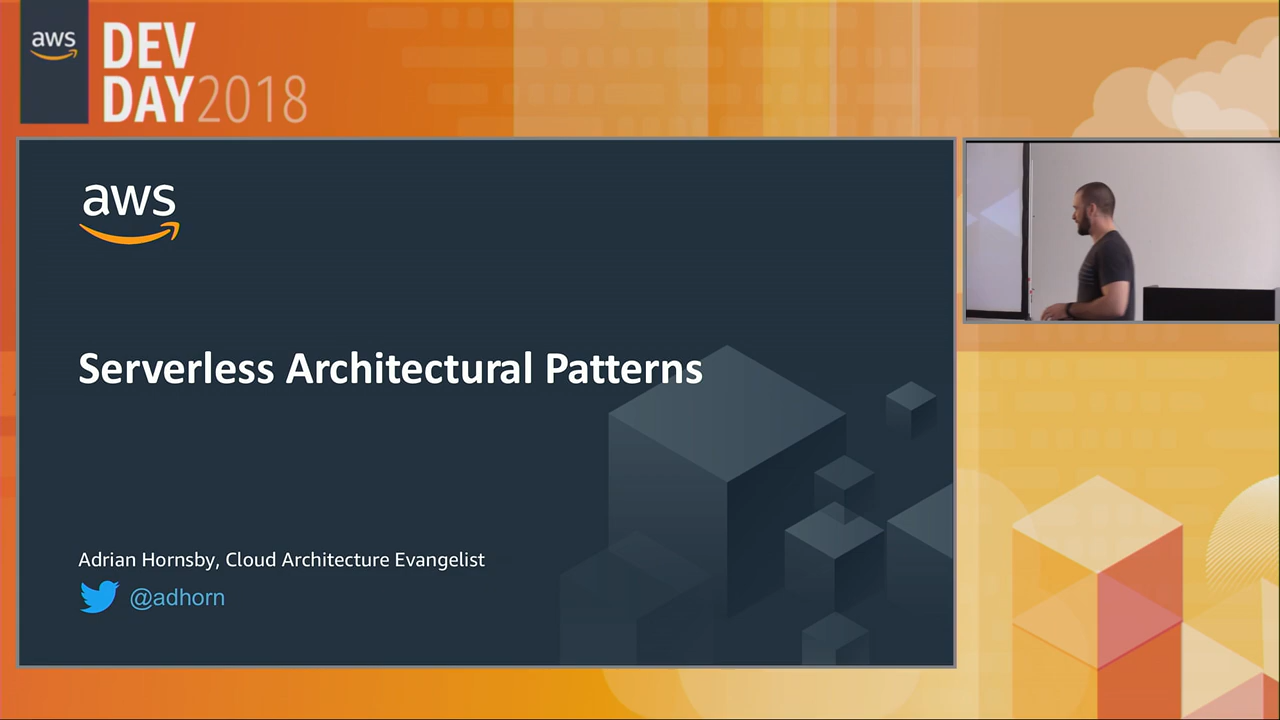 aws
DEV
DAY2018
aws
Serverless Architectural Patterns
Adrian Hornsby, Cloud Architecture Evangelist
@adhorn